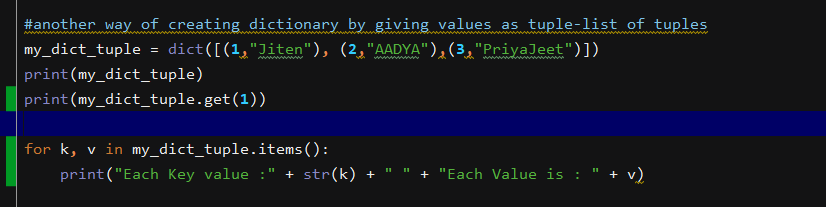 #another way of creating dictionary by giving values as tuple-list of tuples
my_dict_tuple = dict([(1,"Jiten"), (2,"AADYA"),(3,"PriyaJeet")])
print(my_dict_tuple)
print(my_dict_tuple.get(1))
for k, v in my_dict_tuple.items():
    print("Each Key value :" + str(k) + " " + "Each Value is : " + v)